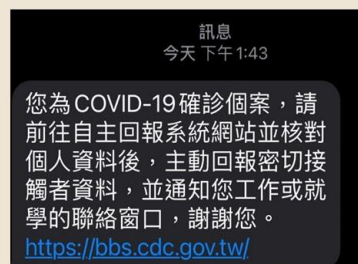 訊息
今天 下午1:43
您為COVID-19確診個案，請
前往自主回報系統網站並核對
個人資料後，主動回報密切接
觸者資料，並通知您工作或就
學的聯絡窗口，謝謝您。
https://bbs.cdc.gov.tw/